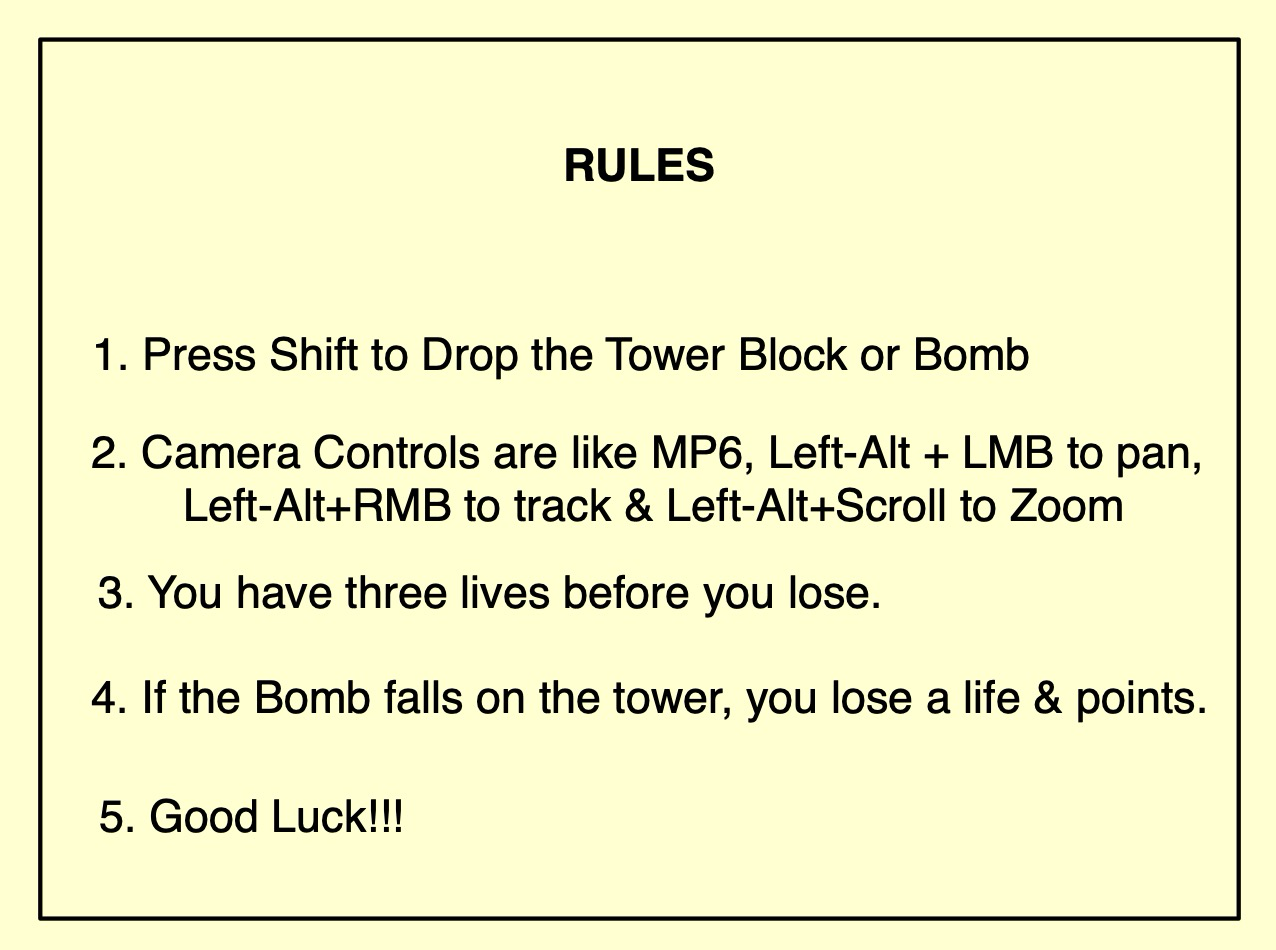 RULES
1. Press Shift to Drop the Tower Block or Bomb
2. Camera Controls are like MP6, Left-Alt + LMB to pan,
Left-Alt+RMB to track & Left-Alt+Scroll to Zoom
3. You have three lives before you lose.
4. If the Bomb falls on the tower, you lose a life & points.
5. Good Luck!!!